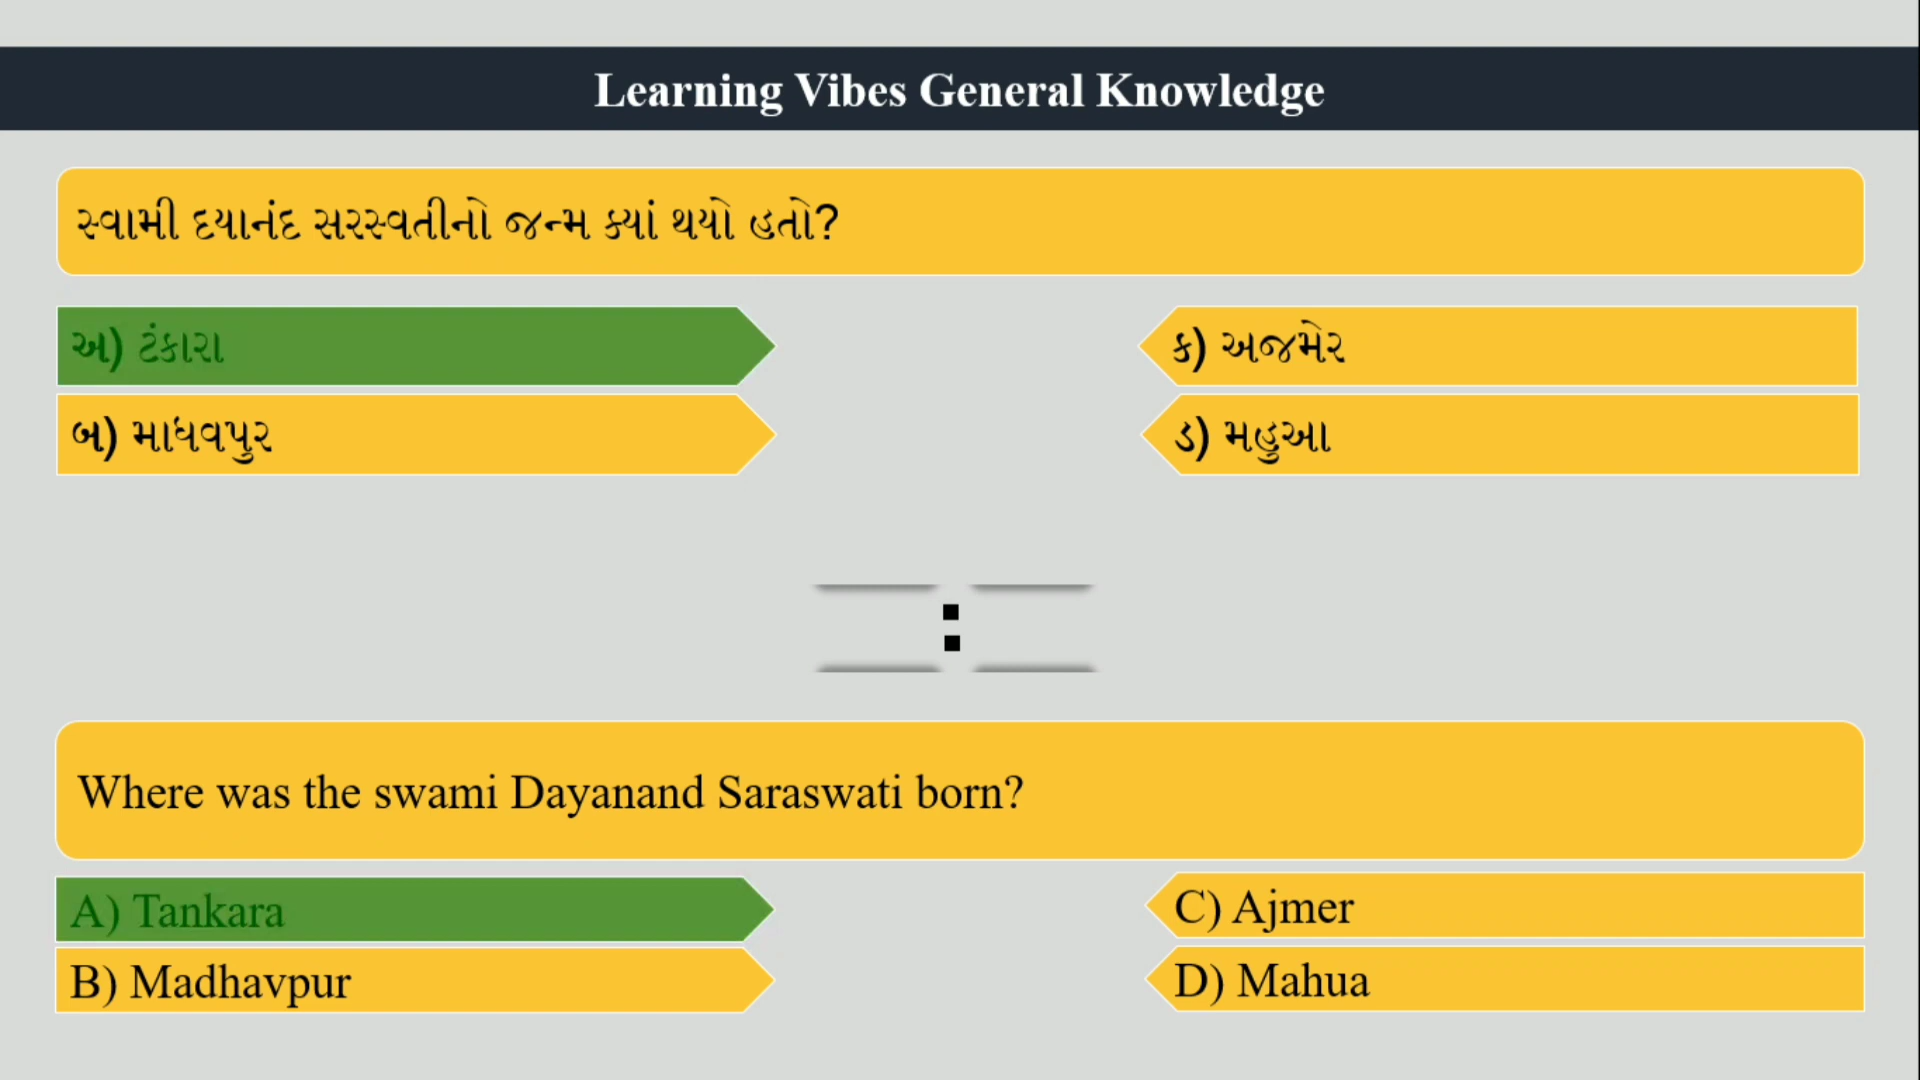 Learning Vibes General Knowledge
સ્વામી દયાનંદ સરસ્વતીનો જન્મ ક્યાં થયો હતો?
અ) ટંકારા
ક) અજમેર
બ) માધવપુર
ડ) મહુઆ
:
Where was the swami Dayanand Saraswati born?
A) Tankara
C) Ajmer
B) Madhavpur
D) Mahua